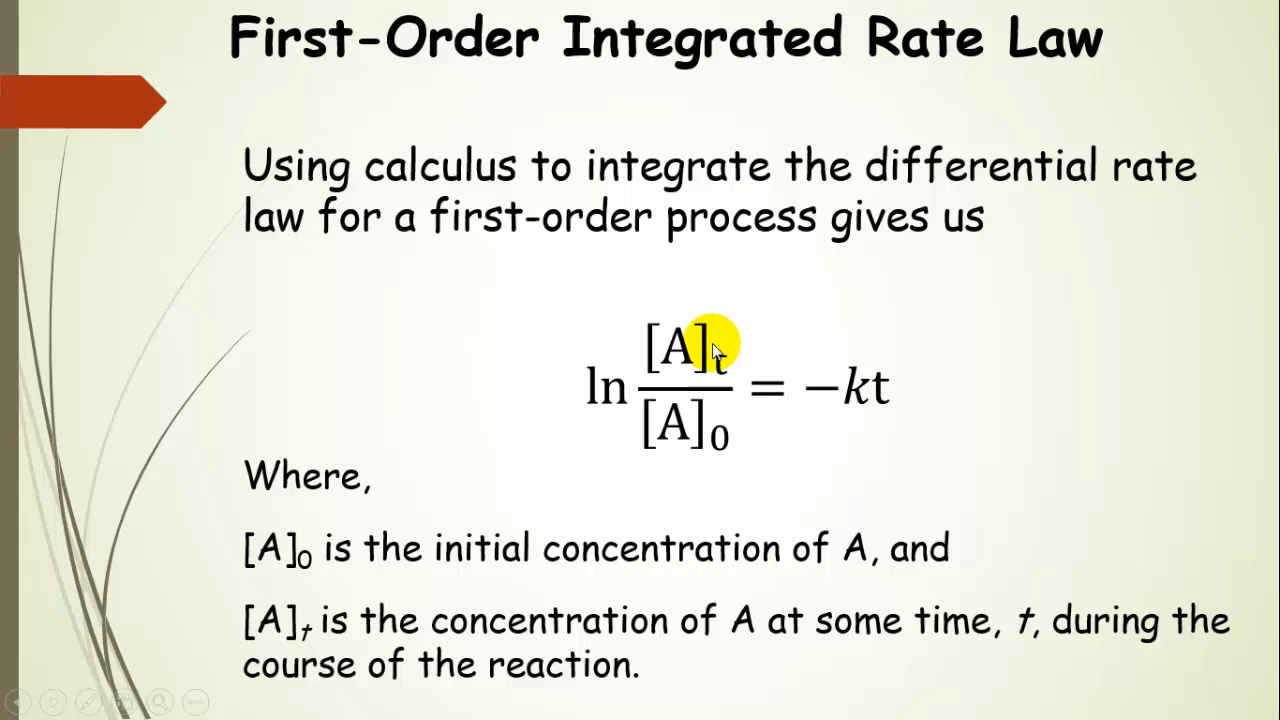 First-Order Integrated Rate Law
Using calculus to integrate the differential rate
law for a first-order process gives us
ln [A]t / [A]0 = −kt
Where,
[A]0 is the initial concentration of A, and
[A]t is the concentration of A at some time, t, during the
course of the reaction.